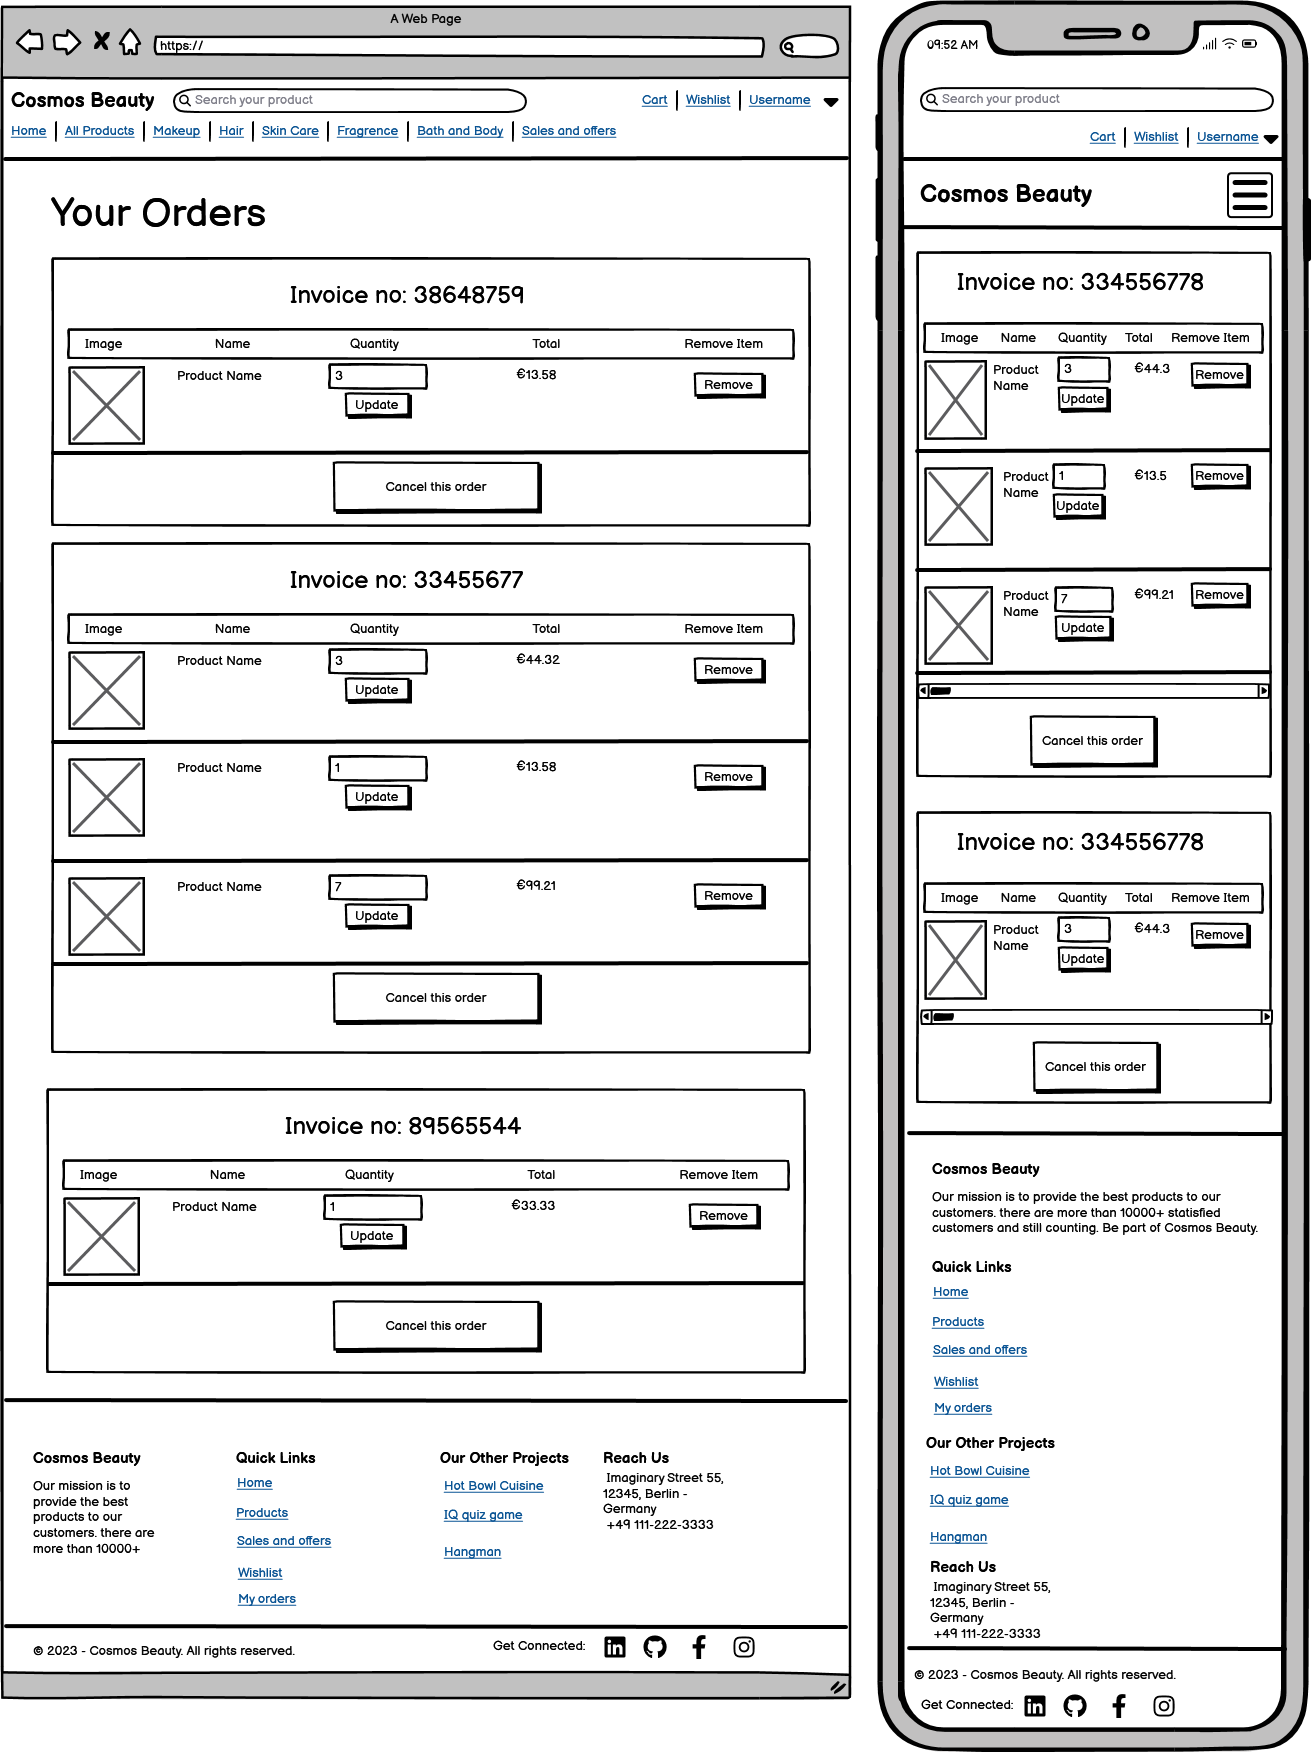 A Web Page
https://
Cosmos Beauty
Search your product
Cart Wishlist Username
Home All Products Makeup Hair Skin Care Fragrence Bath and Body Sales and offers
Your Orders
Invoice no: 38648759
Image Name Quantity Total Remove Item
Product Name 3 €13.58 Remove
Update
Cancel this order
Invoice no: 33455677
Image Name Quantity Total Remove Item
Product Name 3 €44.32 Remove
Update
Product Name 1 €13.58 Remove
Update
Product Name 7 €99.21 Remove
Update
Cancel this order
Invoice no: 89565544
Image Name Quantity Total Remove Item
Product Name 1 €33.33 Remove
Update
Cancel this order
Cosmos Beauty
Our mission is to
provide the best
products to our
customers. there are
more than 10000+
Quick Links
Home
Products
Sales and offers
Wishlist
My orders
Our Other Projects
Hot Bowl Cuisine
IQ quiz game
Hangman
Reach Us
Imaginary Street 55,
12345, Berlin -
Germany
+49 111-222-3333
© 2023 - Cosmos Beauty. All rights reserved.
Get Connected:
09:52 AM
Search your product
Cart Wishlist Username
Cosmos Beauty
Invoice no: 334556778
Image Name Quantity Total Remove Item
Product 3 €44.3 Remove
Name
Update
Product 1 €13.5 Remove
Name
Update
Product 7 €99.21 Remove
Name
Update
Cancel this order
Invoice no: 334556778
Image Name Quantity Total Remove Item
Product 3 €44.3 Remove
Name
Update
Cancel this order
Cosmos Beauty
Our mission is to provide the best products to our
customers. there are more than 10000+ statisfied
customers and still counting. Be part of Cosmos Beauty.
Quick Links
Home
Products
Sales and offers
Wishlist
My orders
Our Other Projects
Hot Bowl Cuisine
IQ quiz game
Hangman
Reach Us
Imaginary Street 55,
12345, Berlin -
Germany
+49 111-222-3333
© 2023 - Cosmos Beauty. All rights reserved.
Get Connected: